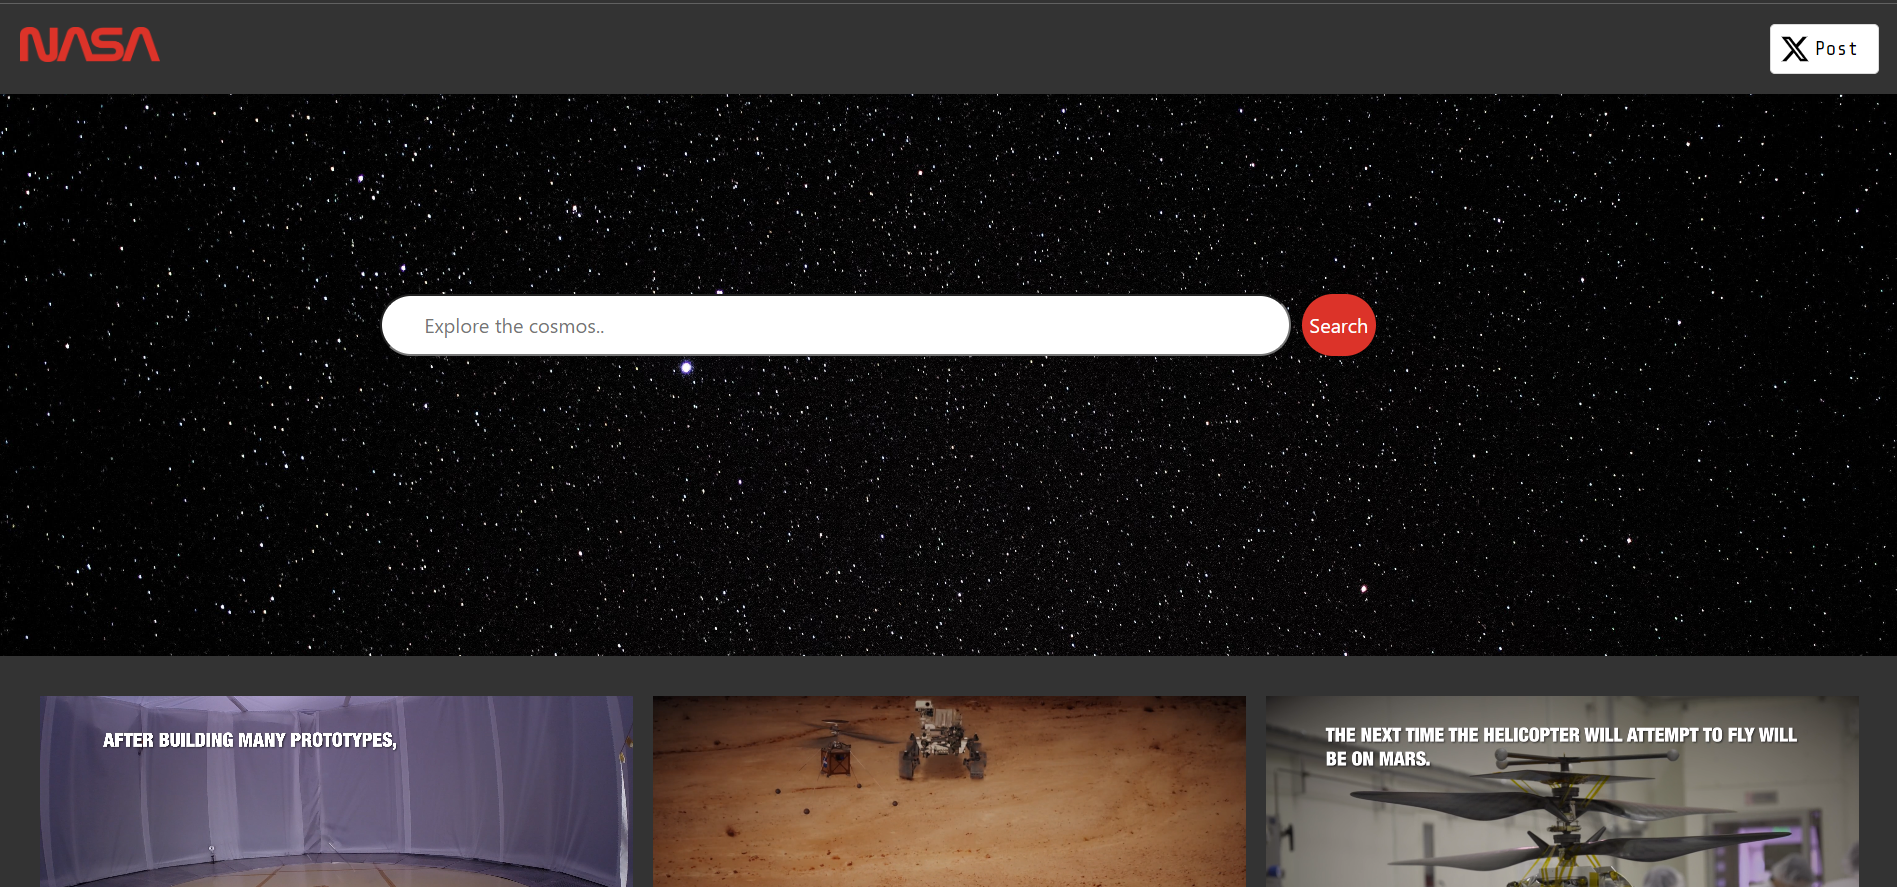 NASA
Post
Explore the cosmos..
Search
AFTER BUILDING MANY PROTOTYPES,
THE NEXT TIME THE HELICOPTER WILL ATTEMPT TO FLY WILL
BE ON MARS.